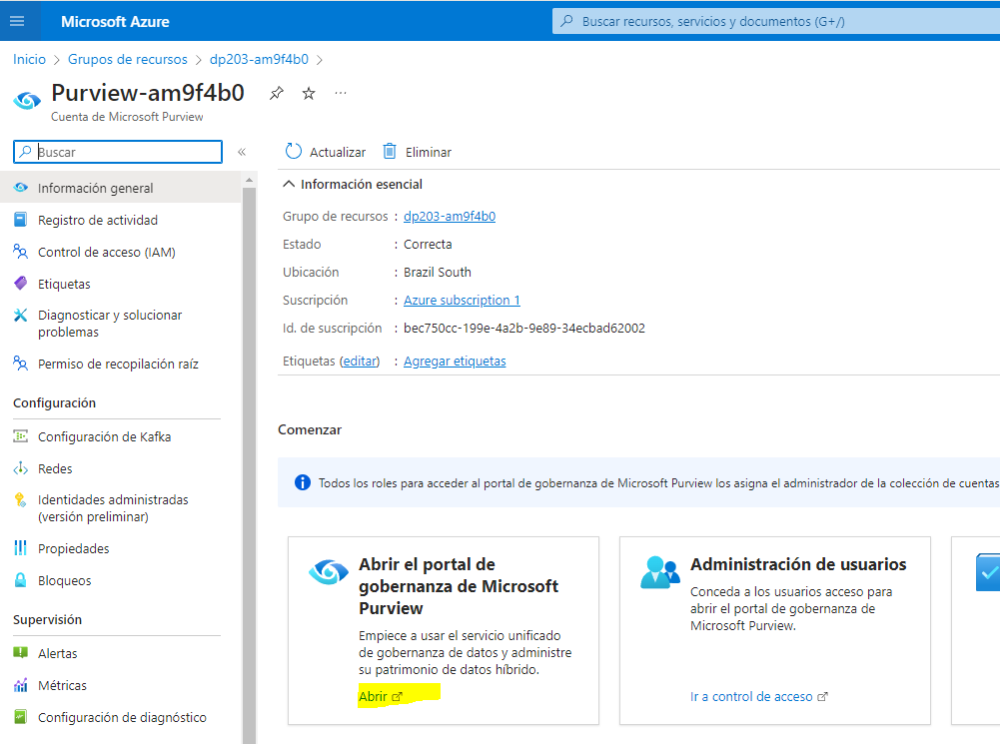 Microsoft Azure
Buscar recursos, servicios y documentos (G+/)
Inicio > Grupos de recursos > dp203-am9f4b0 >
Purview-am9f4b0
Cuenta de Microsoft Purview
Buscar
«
Actualizar
Eliminar
Información general
Registro de actividad
Control de acceso (IAM)
Etiquetas
Diagnosticar y solucionar
problemas
Permiso de recopilación raíz
Configuración
Configuración de Kafka
Redes
Identidades administradas
(versión preliminar)
Propiedades
Bloqueos
Supervisión
Alertas
Métricas
Configuración de diagnóstico
Información esencial
Grupo de recursos : dp203-am9f4b0
Estado : Correcta
Ubicación : Brazil South
Suscripción : Azure subscription 1
Id. de suscripción : bec750cc-199e-4a2b-9e89-34ecbad62002
Etiquetas (editar) : Agregar etiquetas
Comenzar
Todos los roles para acceder al portal de gobernanza de Microsoft Purview los asigna el administrador de la colección de cuentas
Abrir el portal de
gobernanza de Microsoft
Purview
Empiece a usar el servicio unificado
de gobernanza de datos y administre
su patrimonio de datos híbrido.
Abrir
Administración de usuarios
Conceda a los usuarios acceso para
abrir el portal de gobernanza de
Microsoft Purview.
Ir a control de acceso